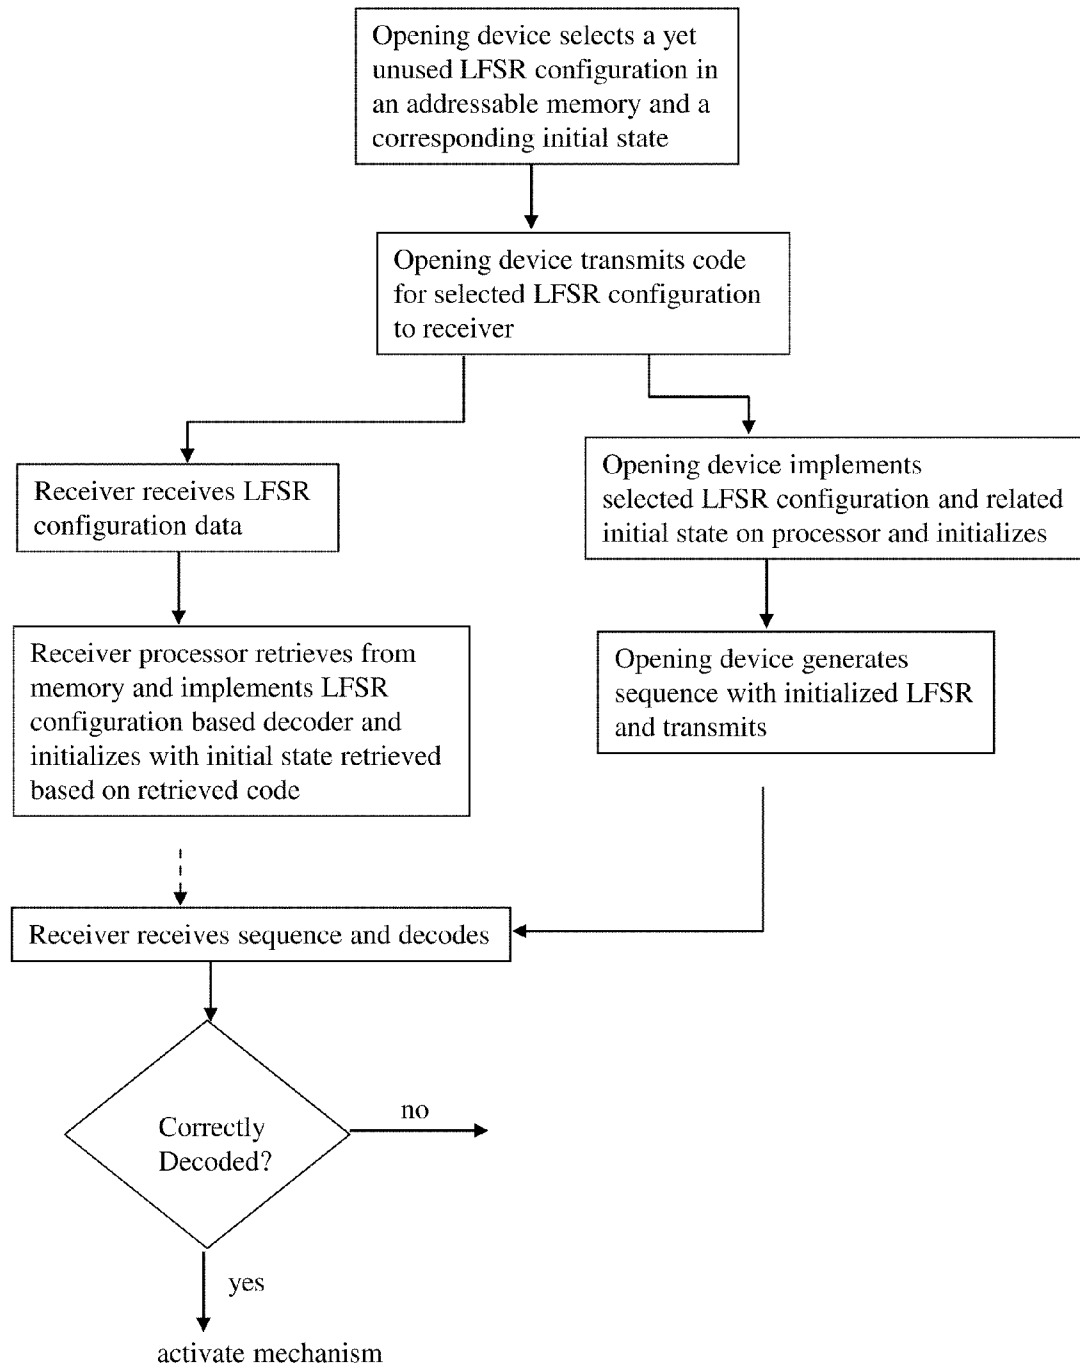 Opening device selects a yet
unused LFSR configuration in
an addressable memory and a
corresponding initial state
Opening device transmits code
for selected LFSR configuration
to receiver
Receiver receives LFSR
configuration data
Opening device implements
selected LFSR configuration and related
initial state on processor and initializes
Receiver processor retrieves from
memory and implements LFSR
configuration based decoder and
initializes with initial state retrieved
based on retrieved code
Opening device generates
sequence with initialized LFSR
and transmits
Receiver receives sequence and decodes
Correctly
Decoded?
no
yes
activate mechanism